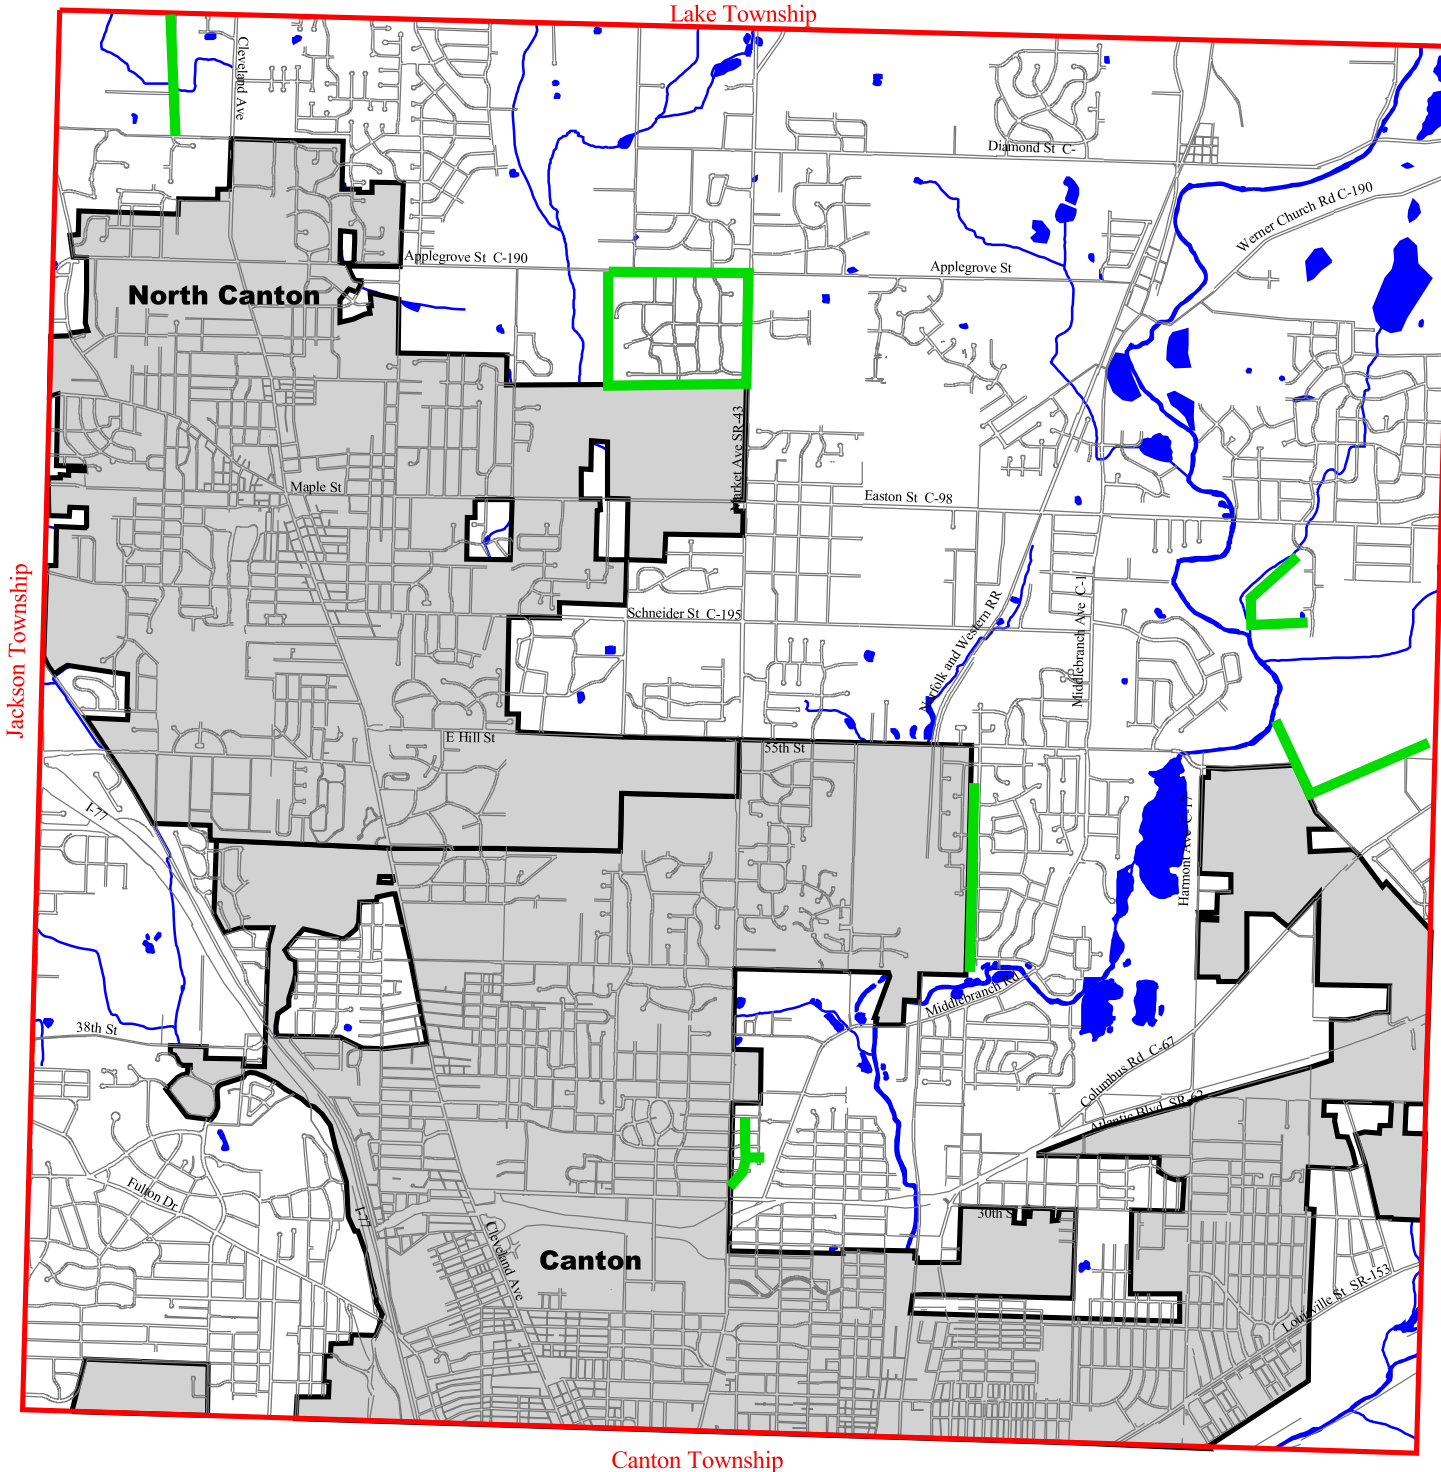 Lake Township
Cleveland Ave
Diamond St C-
Werner Church Rd C-190
Applegrove St C-190
Applegrove St
North Canton
Market Ave SR-43
Maple St
Easton St C-98
Jackson Township
Schneider St C-195
Norfolk and Western RR
Middlebranch Ave C-1
E Hill St
55th St
I-77
Harmont Ave C-17
Middlebranch Rd
38th St
Columbus Rd C-67
Atlantic Blvd SR-62
Fulton Dr
I-77
30th S
Cleveland Ave
Canton
Louisville St SR-153
Canton Township